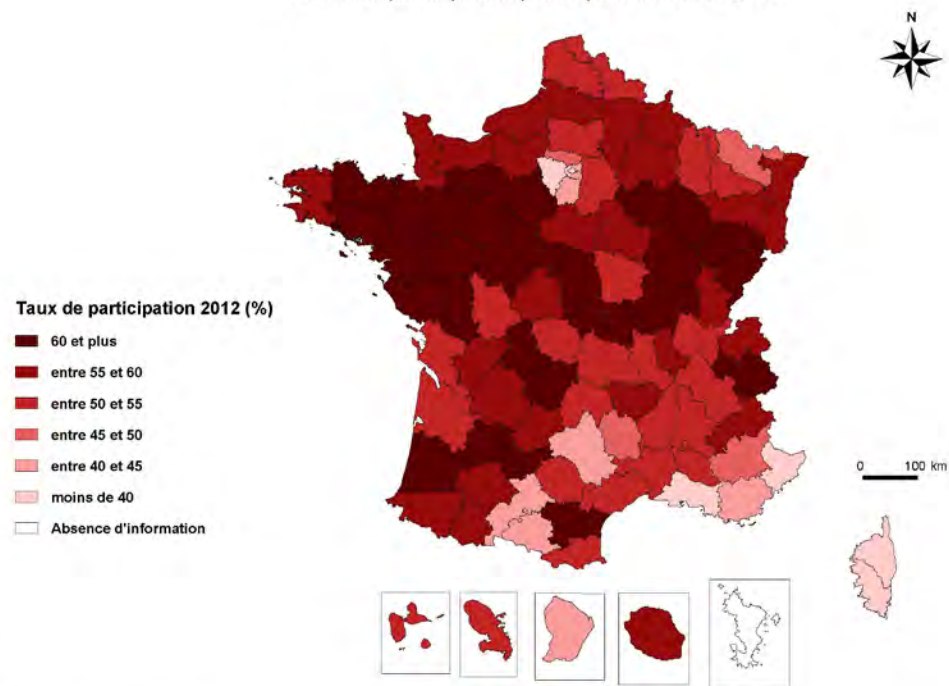 N
Taux de participation 2012 (%)
60 et plus
entre 55 et 60
entre 50 et 55
entre 45 et 50
entre 40 et 45
moins de 40
Absence d'information
0 100 km